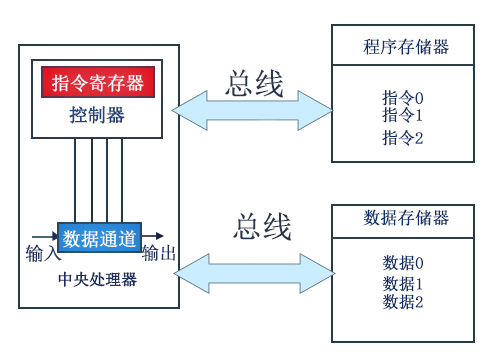 指令寄存器
控制器
数据通道
输入
输出
中央处理器
总线
总线
程序存储器
指令0
指令1
指令2
数据存储器
数据0
数据1
数据2